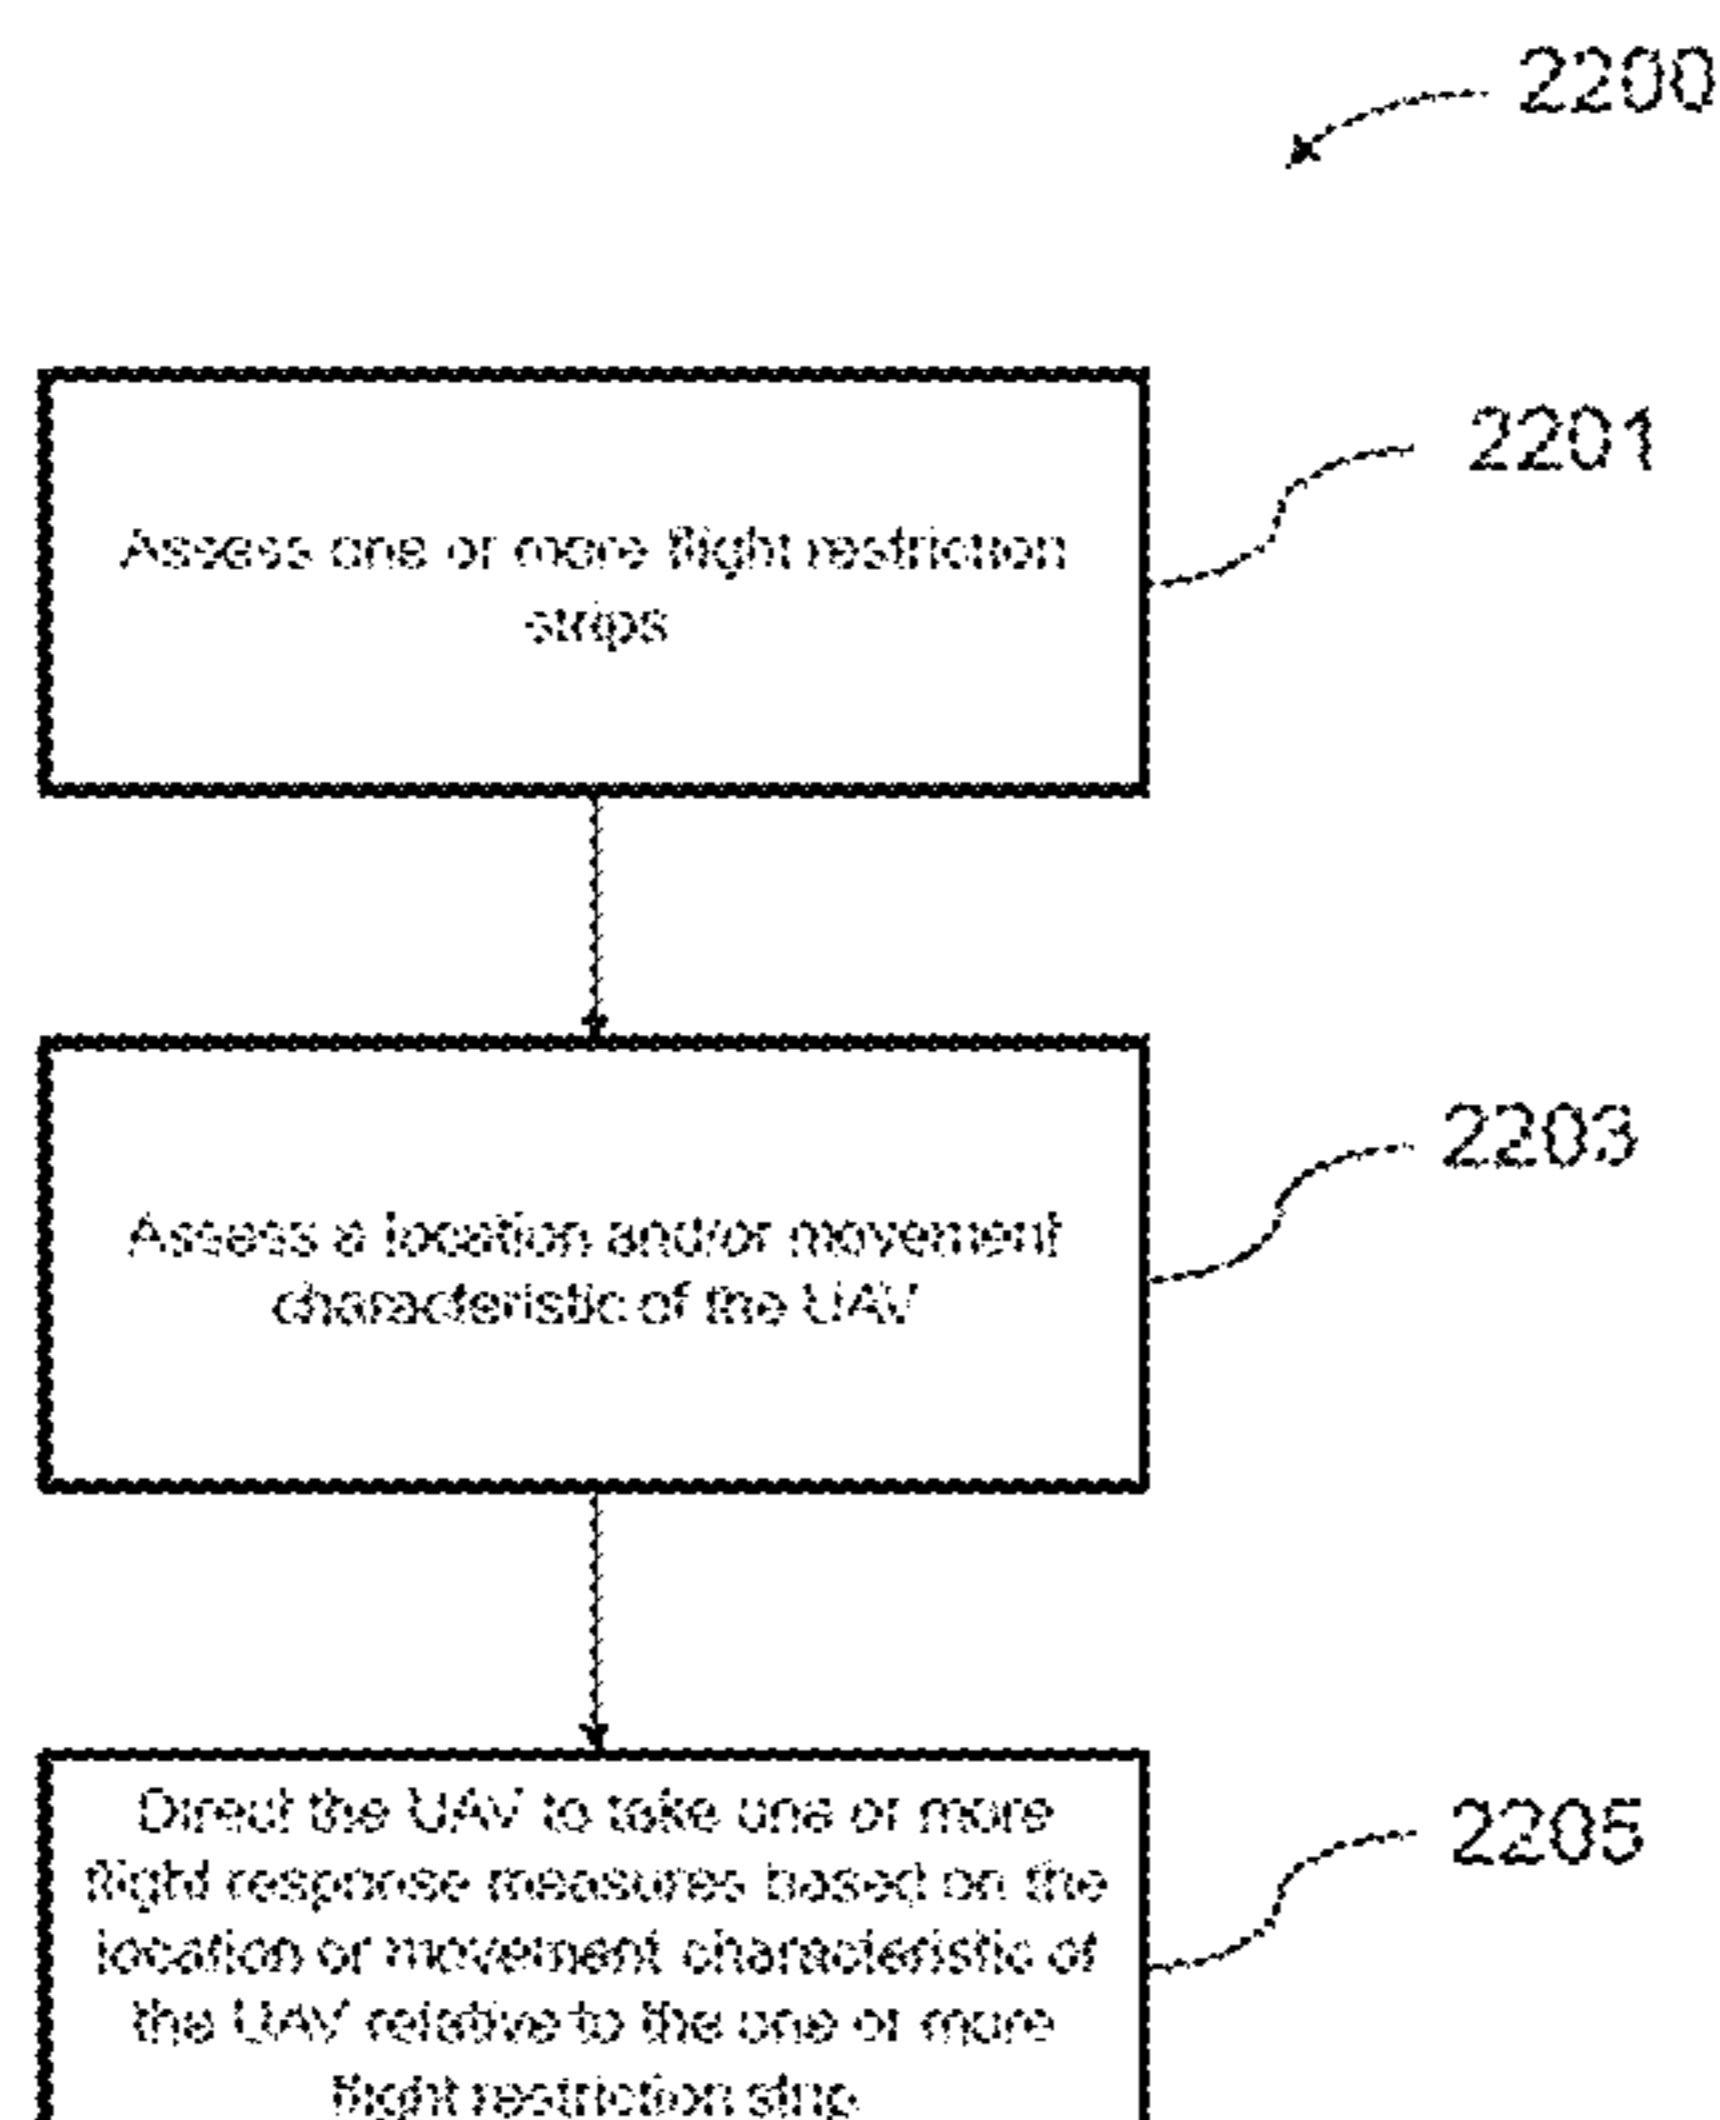 2200
2201
Assess one or more flight restriction
strips
2203
Assess a location and/or movement
characteristic of the UAV
2205
Direct the UAV to take one or more
flight response measures based on the
location or movement characteristic of
the UAV relative to the one or more
flight restriction strip